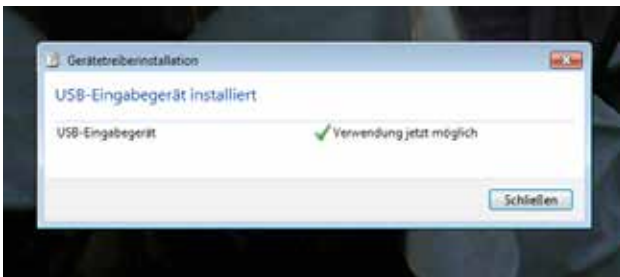 Gerätetreiberinstallation
USB-Eingabegerät installiert
USB-Eingabegerät Verwendung jetzt möglich
Schließen